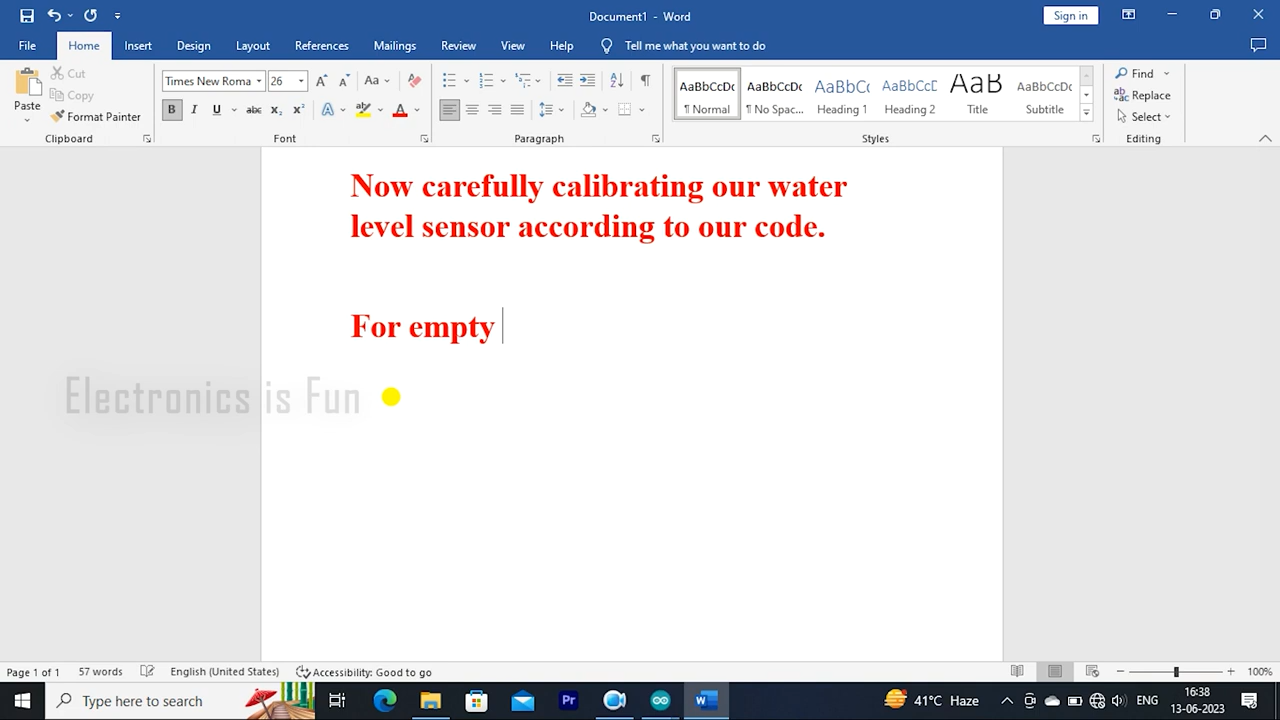 Document1 - Word
Sign in
File Home Insert Design Layout References Mailings Review View Help Tell me what you want to do
Paste
Cut
Copy
Format Painter
Clipboard
Times New Roma 26
Font
Paragraph
AaBbCcDc AaBbCcDc AaBbCc AaBbCcD AaB AaBbCcD
¶ Normal ¶ No Spac... Heading 1 Heading 2 Title Subtitle
Styles
Find
Replace
Select
Editing
Now carefully calibrating our water
level sensor according to our code.
For empty
Electronics is Fun
Page 1 of 1 57 words English (United States) Accessibility: Good to go 100%
Type here to search
Pr
W
41°C Haze
ENG
16:38
13-06-2023